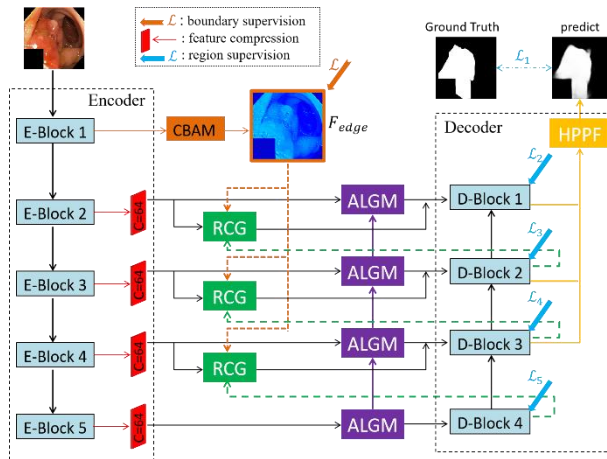 ℒ : boundary supervision
: feature compression
ℒ : region supervision
Ground Truth
predict
ℒ₁
Encoder
Decoder
ℒ
E-Block 1
CBAM
F_edge
HPPF
ℒ₂
E-Block 2
C=64
RCG
ALGM
D-Block 1
ℒ₃
E-Block 3
C=64
RCG
ALGM
D-Block 2
ℒ₄
E-Block 4
C=64
RCG
ALGM
D-Block 3
ℒ₅
E-Block 5
C=64
ALGM
D-Block 4